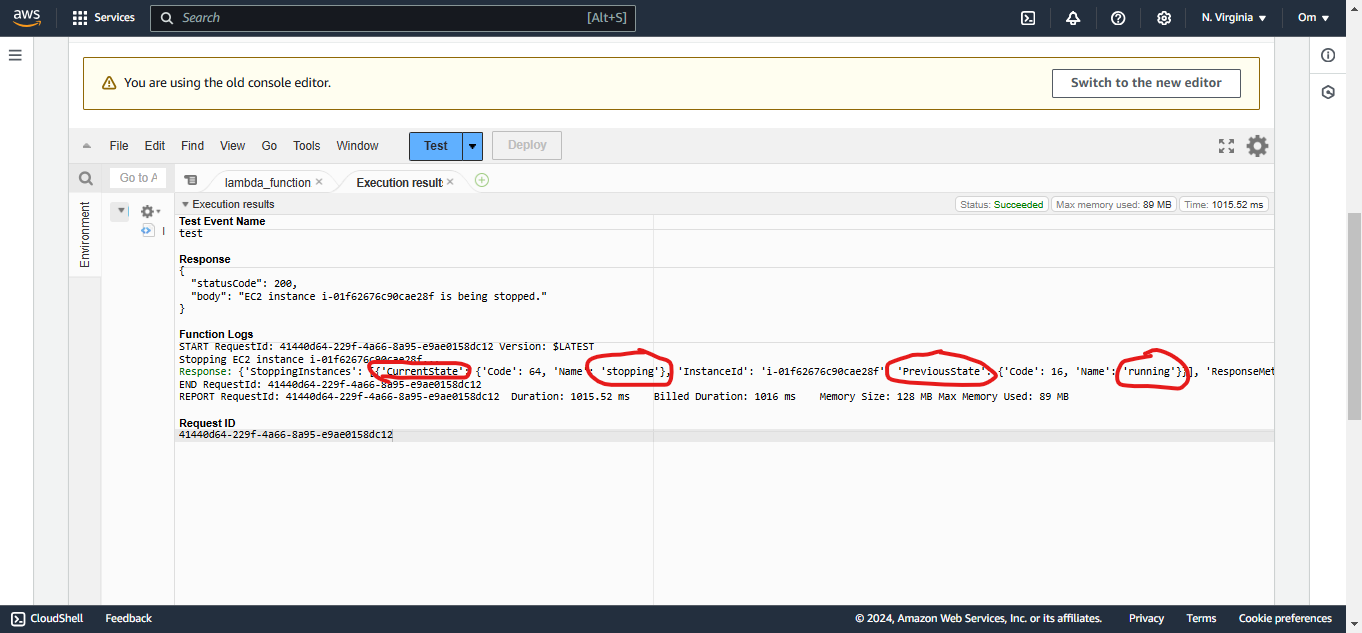 aws Services Search [Alt+S] N. Virginia Om
You are using the old console editor. Switch to the new editor
File Edit Find View Go Tools Window Test Deploy
Go to A lambda_function Execution result
Environment
Execution results Status: Succeeded Max memory used: 89 MB Time: 1015.52 ms
Test Event Name
test
Response
{
"statusCode": 200,
"body": "EC2 instance i-01f62676c90cae28f is being stopped."
}
Function Logs
START RequestId: 41440d64-229f-4a66-8a95-e9ae0158dc12 Version: $LATEST
Stopping EC2 instance i-01f62676c90cae28f...
Response: {'StoppingInstances': [{'CurrentState': {'Code': 64, 'Name': 'stopping'}, 'InstanceId': 'i-01f62676c90cae28f', 'PreviousState': {'Code': 16, 'Name': 'running'}}], 'ResponseMet
END RequestId: 41440d64-229f-4a66-8a95-e9ae0158dc12
REPORT RequestId: 41440d64-229f-4a66-8a95-e9ae0158dc12 Duration: 1015.52 ms Billed Duration: 1016 ms Memory Size: 128 MB Max Memory Used: 89 MB
Request ID
41440d64-229f-4a66-8a95-e9ae0158dc12
CloudShell Feedback © 2024, Amazon Web Services, Inc. or its affiliates. Privacy Terms Cookie preferences